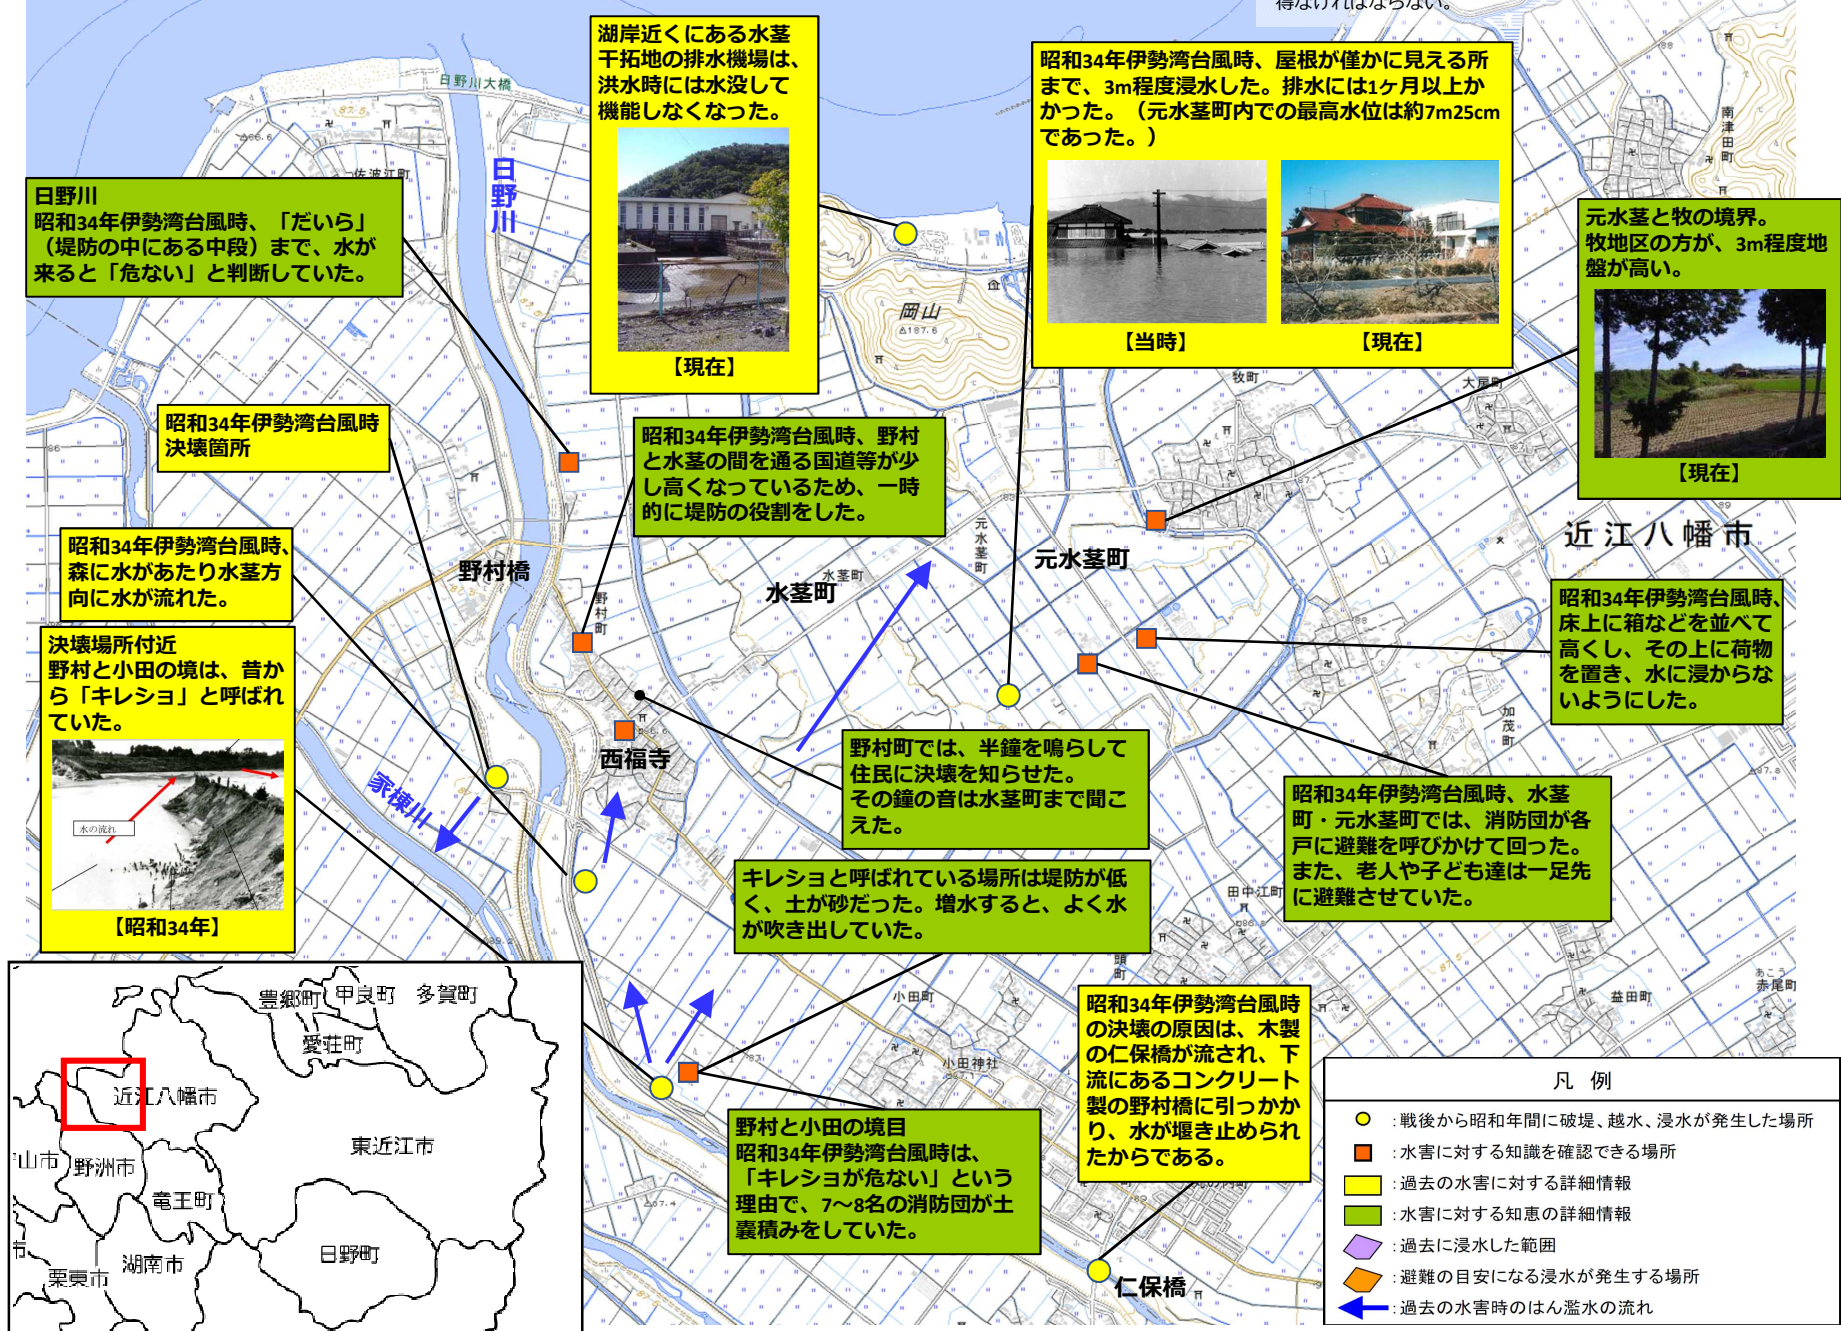 得なければならない。
湖岸近くにある水茎
干拓地の排水機場は、
洪水時には水没して
機能しなくなった。
【現在】
昭和34年伊勢湾台風時、屋根が僅かに見える所
まで、3m程度浸水した。排水には1ヶ月以上か
かった。（元水茎町内での最高水位は約7m25cm
であった。）
【当時】
【現在】
日野川大橋
佐波江町
日野川
南津田町
日野川
昭和34年伊勢湾台風時、「だいら」
（堤防の中にある中段）まで、水が
来ると「危ない」と判断していた。
元水茎と牧の境界。
牧地区の方が、3m程度地
盤が高い。
【現在】
岡山
△187.6
牧町
大房町
昭和34年伊勢湾台風時
決壊箇所
昭和34年伊勢湾台風時、野村
と水茎の間を通る国道等が少
し高くなっているため、一時
的に堤防の役割をした。
近江八幡市
元水茎町
元水茎町
水茎町
水茎町
野村橋
野村町
昭和34年伊勢湾台風時、
森に水があたり水茎方
向に水が流れた。
昭和34年伊勢湾台風時、
床上に箱などを並べて
高くし、その上に荷物
を置き、水に浸からな
いようにした。
決壊場所付近
野村と小田の境は、昔か
ら「キレショ」と呼ばれ
ていた。
水の流れ
【昭和34年】
家棟川
西福寺
加茂町
野村町では、半鐘を鳴らして
住民に決壊を知らせた。
その鐘の音は水茎町まで聞こ
えた。
昭和34年伊勢湾台風時、水茎
町・元水茎町では、消防団が各
戸に避難を呼びかけて回った。
また、老人や子ども達は一足先
に避難させていた。
キレショと呼ばれている場所は堤防が低
く、土が砂だった。増水すると、よく水
が吹き出していた。
田中江町
頭町
小田町
小田神社
益田町
あこう
赤尾町
昭和34年伊勢湾台風時
の決壊の原因は、木製
の仁保橋が流され、下
流にあるコンクリート
製の野村橋に引っかか
り、水が堰き止められ
たからである。
野村と小田の境目
昭和34年伊勢湾台風時は、
「キレショが危ない」という
理由で、7～8名の消防団が土
嚢積みをしていた。
仁保橋
豊郷町
甲良町
多賀町
愛荘町
近江八幡市
東近江市
山市
野洲市
竜王町
市
湖南市
栗東市
日野町
凡 例
：戦後から昭和年間に破堤、越水、浸水が発生した場所
：水害に対する知識を確認できる場所
：過去の水害に対する詳細情報
：水害に対する知恵の詳細情報
：過去に浸水した範囲
：避難の目安になる浸水が発生する場所
：過去の水害時のはん濫水の流れ